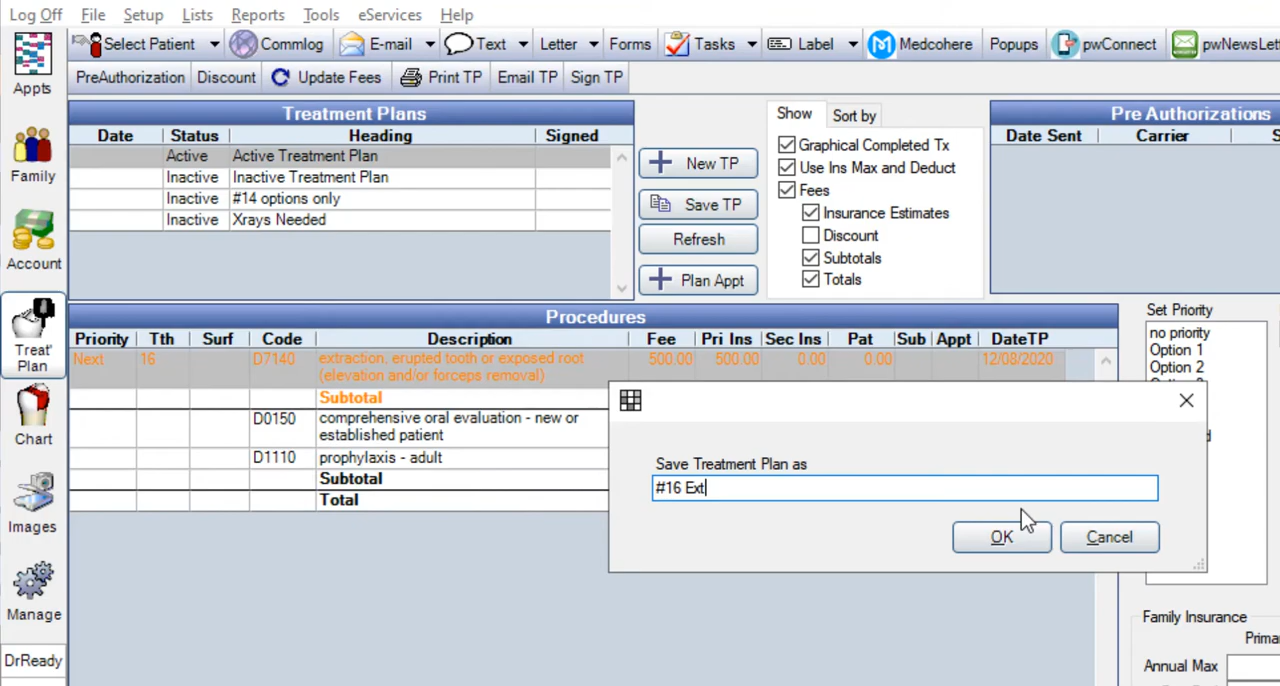 Log Off File Setup Lists Reports Tools eServices Help
Select Patient Commlog E-mail Text Letter Forms Tasks Label Medcohere Popups pwConnect
PreAuthorization Discount Update Fees Print TP Email TP Sign TP
Appts
Family
Account
Treat'
Plan
Chart
Images
Manage
DrReady
Treatment Plans
Date Status Heading Signed
Active Active Treatment Plan
Inactive Inactive Treatment Plan
Inactive #14 options only
Inactive Xrays Needed
New TP
Save TP
Refresh
Plan Appt
Show Sort by
Graphical Completed Tx
Use Ins Max and Deduct
Fees
Insurance Estimates
Discount
Subtotals
Totals
Pre Authorizations
Date Sent Carrier
Procedures
Priority Tth Surf Code Description Fee Pri Ins Sec Ins Pat Sub Appt DateTP
Next 16 D7140 extraction, erupted tooth or exposed root 500.00 500.00 0.00 0.00 12/08/2020
(elevation and/or forceps removal)
Subtotal
D0150 comprehensive oral evaluation - new or
established patient
D1110 prophylaxis - adult
Subtotal
Total
Set Priority
no priority
Option 1
Option 2
Save Treatment Plan as
#16 Ext
OK Cancel
Family Insurance
Annual Max